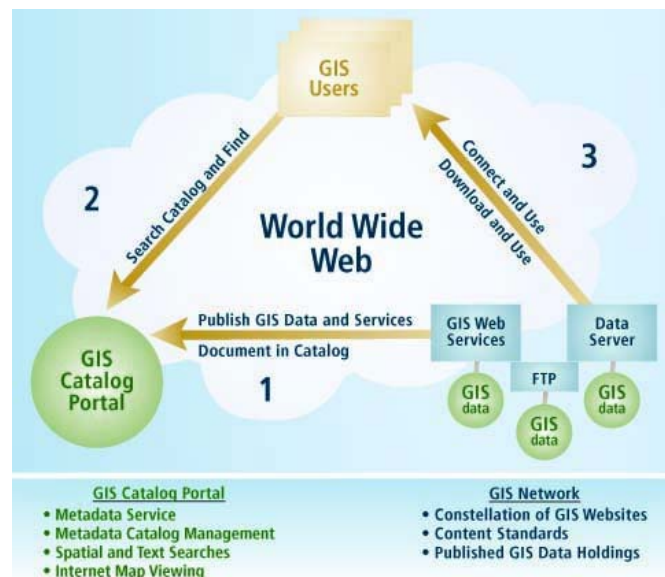 GIS
Users
2
Search Catalog and Find
3
Connect and Use
Download and Use
World Wide
Web
Publish GIS Data and Services
Document in Catalog
1
GIS
Catalog
Portal
GIS Web
Services
Data
Server
FTP
GIS
data
GIS
data
GIS
data
GIS Catalog Portal
• Metadata Service
• Metadata Catalog Management
• Spatial and Text Searches
• Internet Map Viewing
GIS Network
• Constellation of GIS Websites
• Content Standards
• Published GIS Data Holdings